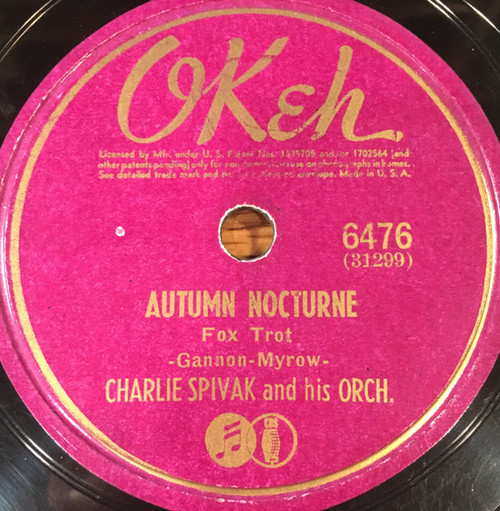 OKeh
Licensed by Mfr. under U. S. Patent Nos. 1625705 and/or 1702564 (and
other patents pending) only for non-commercial use on phonographs in homes.
See detailed trade mark and on envelope. Made in U. S. A.
6476
(31299)
AUTUMN NOCTURNE
Fox Trot
-Gannon-Myrow-
CHARLIE SPIVAK and his ORCH.
CBS